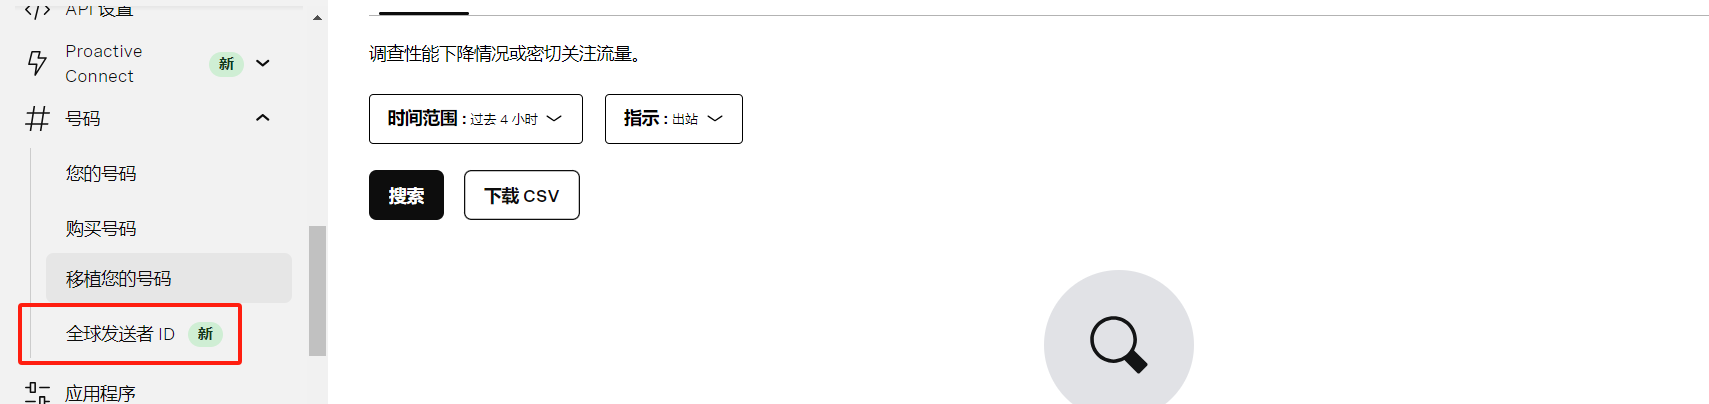 API 设置
Proactive
Connect
新
号码
您的号码
购买号码
移植您的号码
全球发送者 ID 新
应用程序
调查性能下降情况或密切关注流量。
时间范围 : 过去 4 小时
指示 : 出站
搜索
下载 CSV